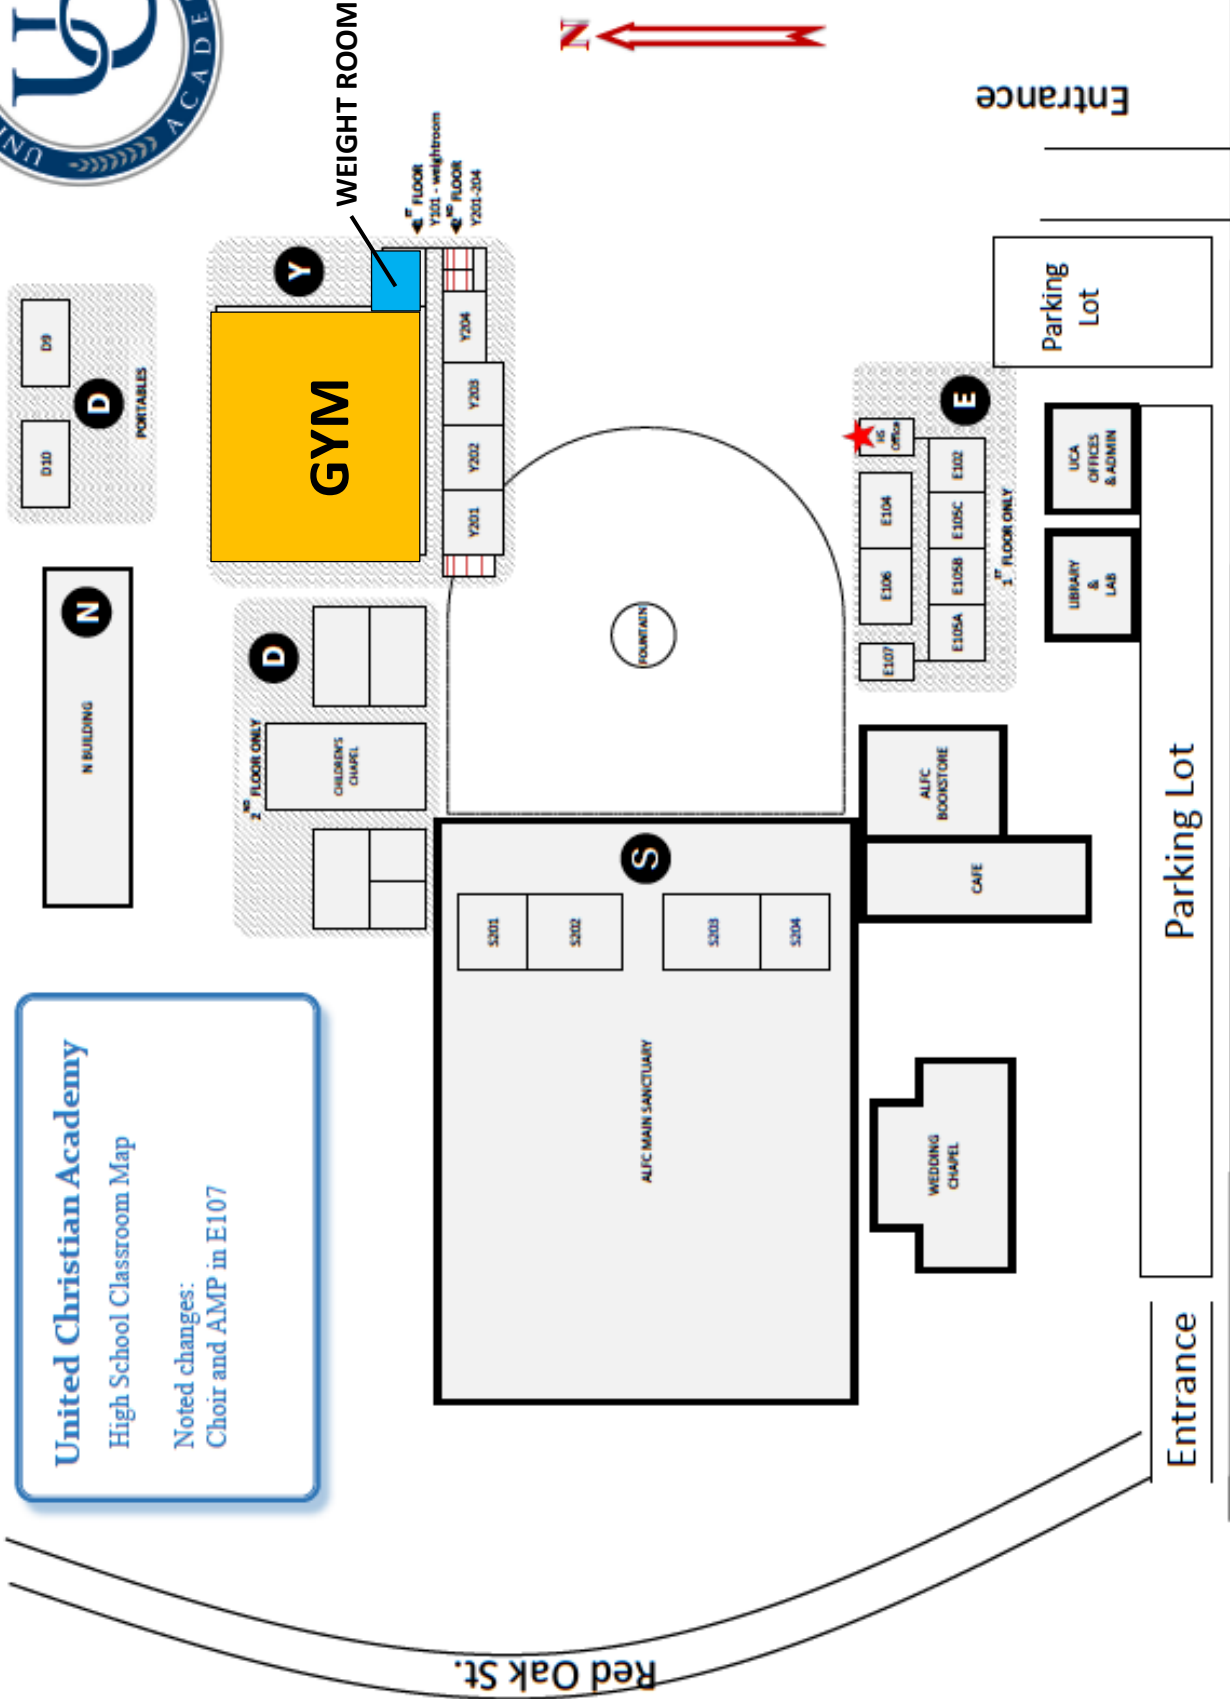 United Christian Academy
High School Classroom Map
Noted changes:
Choir and AMP in E107
ACADE
N BUILDING
N
D10
D9
D
PORTABLES
2ND FLOOR ONLY
D
CHILDREN'S
CHAPEL
GYM
Y
WEIGHT ROOM
1ST FLOOR
Y101 - weightroom
2ND FLOOR
Y201-204
Y201
Y202
Y203
Y204
N
FOUNTAIN
S
S201
S202
S203
S204
ALFC MAIN SANCTUARY
HS
Office
E
E107
E106
E104
E105A
E105B
E105C
E102
1ST FLOOR ONLY
ALFC
BOOKSTORE
CAFE
WEDDING
CHAPEL
LIBRARY
&
LAB
UCA
OFFICES
& ADMIN
Parking
Lot
Parking Lot
Entrance
Entrance
Red Oak St.